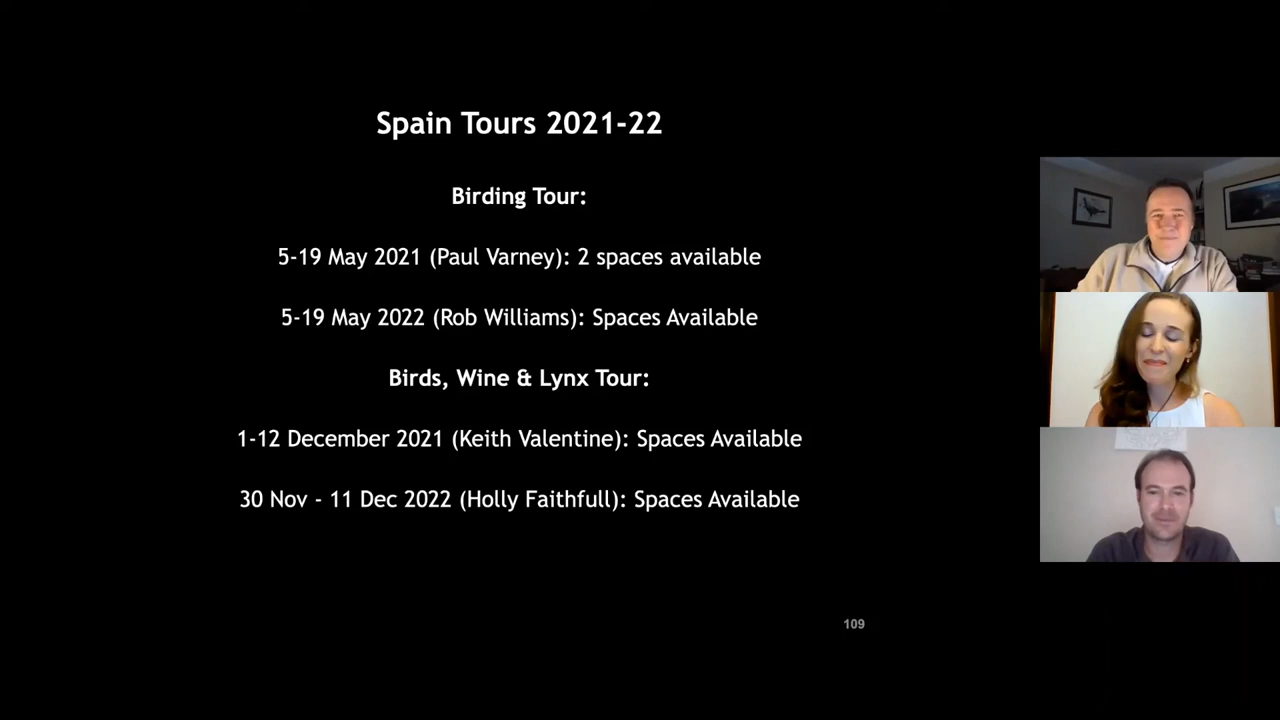 Spain Tours 2021-22
Birding Tour:
5-19 May 2021 (Paul Varney): 2 spaces available
5-19 May 2022 (Rob Williams): Spaces Available
Birds, Wine & Lynx Tour:
1-12 December 2021 (Keith Valentine): Spaces Available
30 Nov - 11 Dec 2022 (Holly Faithfull): Spaces Available
109